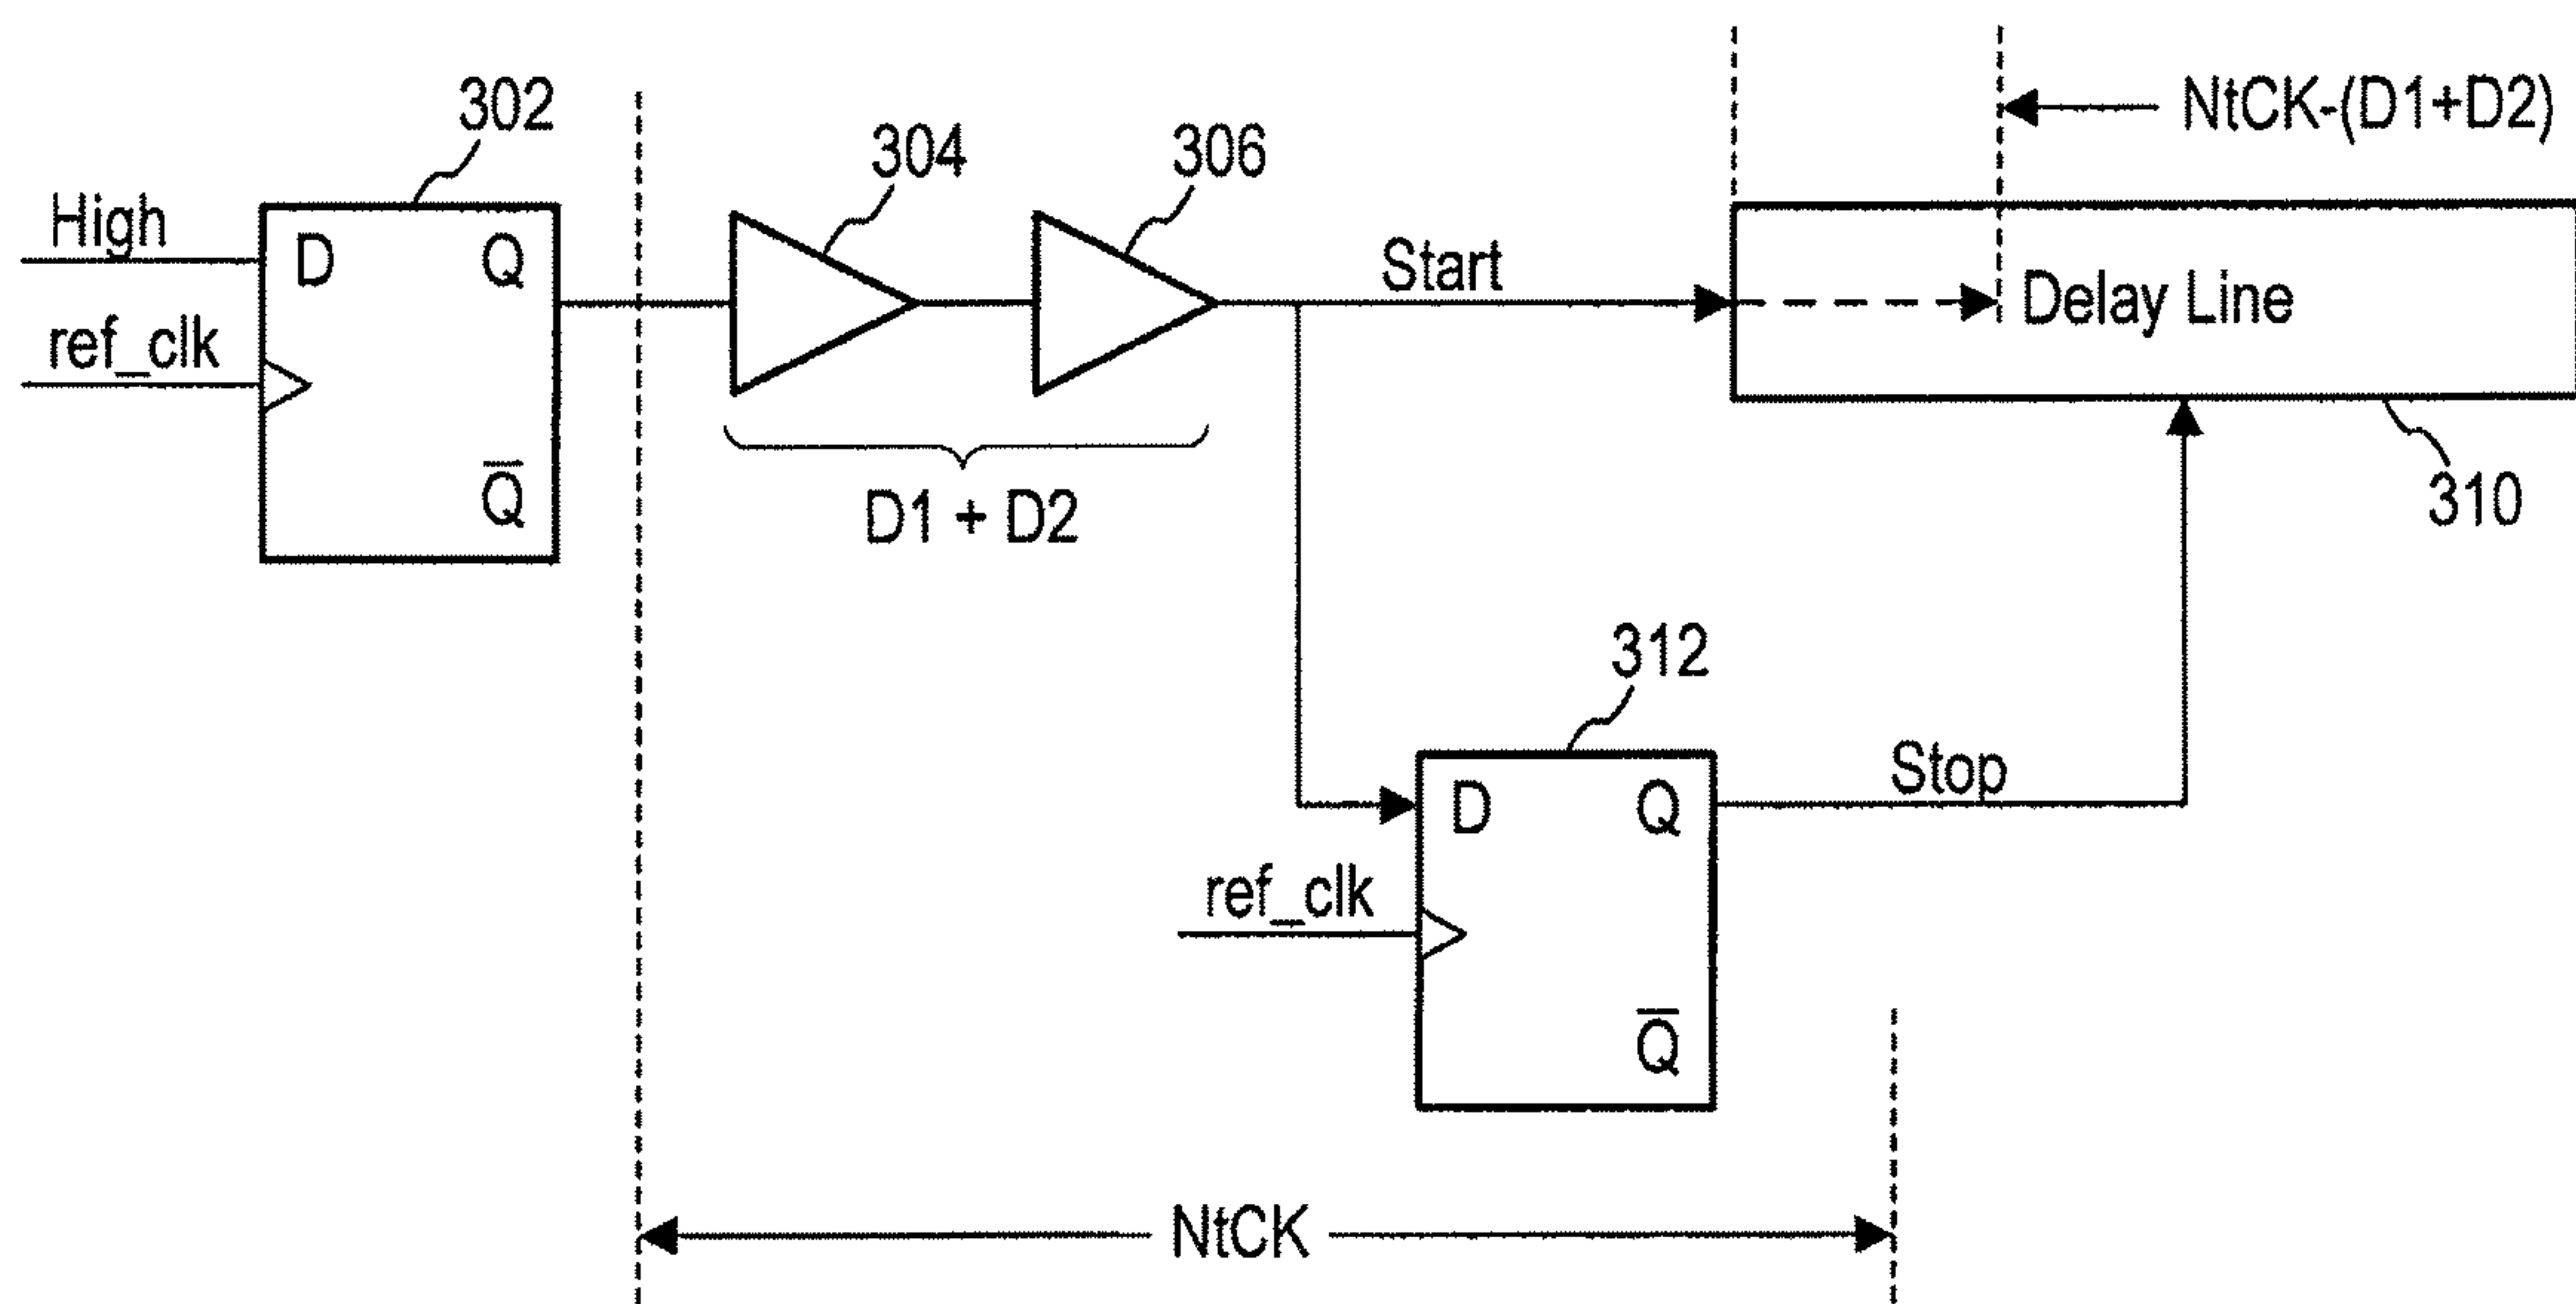 302
304
306
NtCK-(D1+D2)
High
D
Q
Start
Delay Line
ref_clk
Q̅
D1 + D2
310
312
D
Q
Stop
ref_clk
Q̅
NtCK